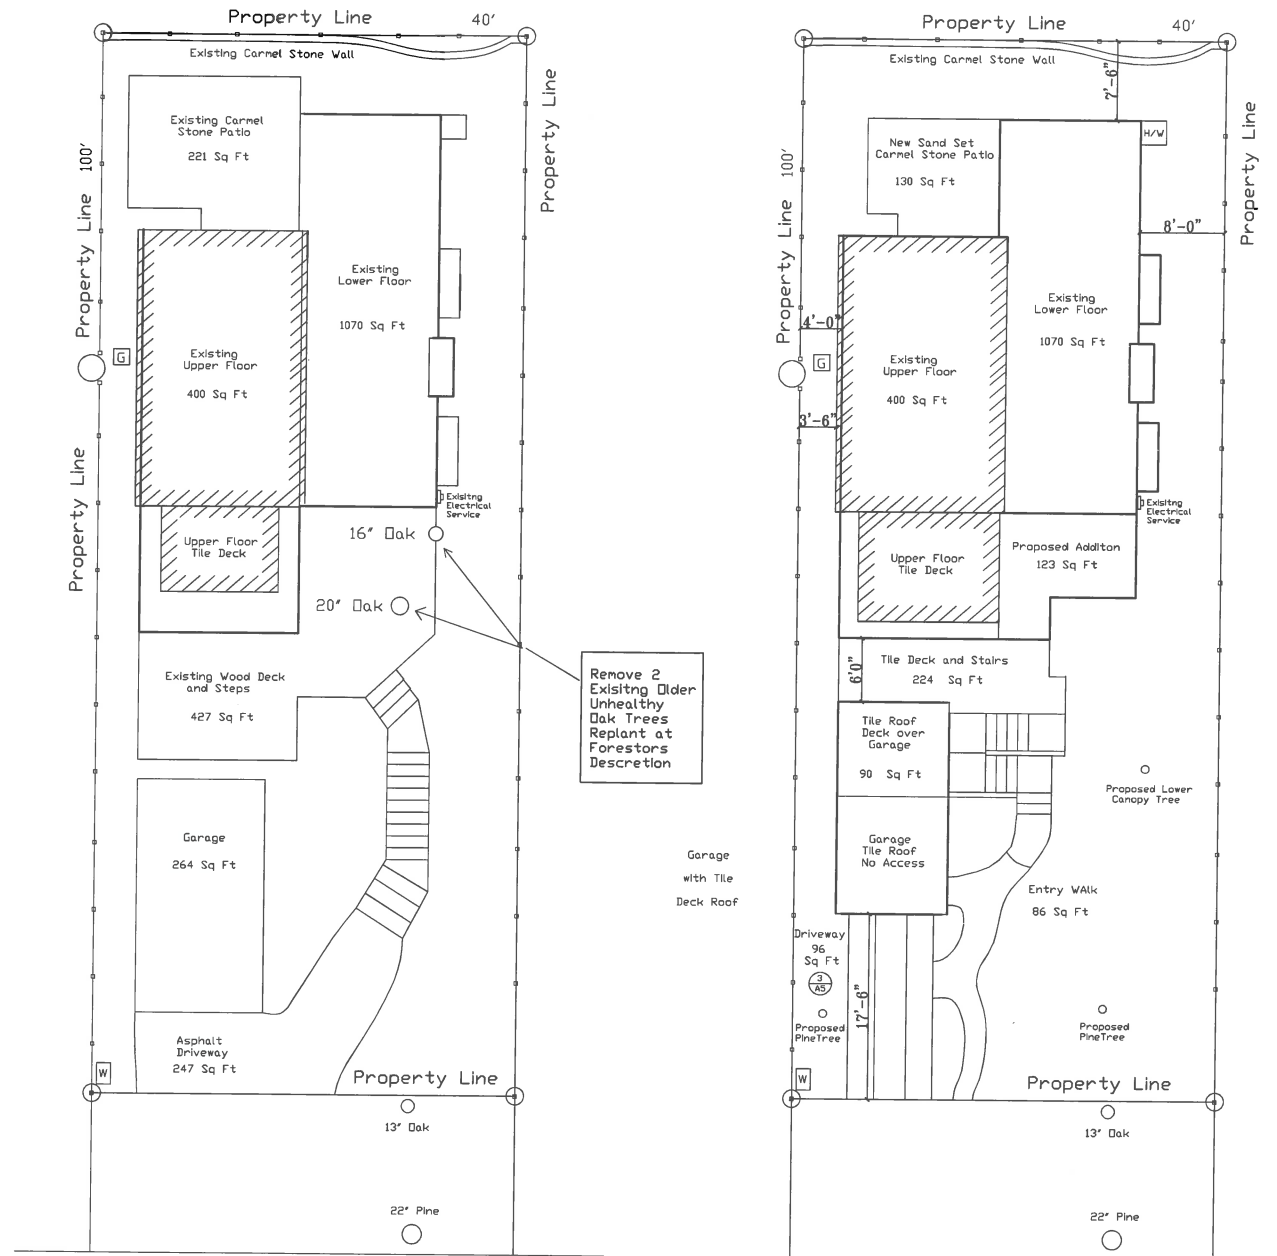 Property Line
40'
Existing Carmel Stone Wall
Property Line
100'
Property Line
Property Line
Existing Carmel
Stone Patio
221 Sq Ft
Existing
Lower Floor
1070 Sq Ft
G
Existing
Upper Floor
400 Sq Ft
Exisitng
Electrical
Service
16" Oak
Upper Floor
Tile Deck
20" Oak
Remove 2
Exisitng Older
Unhealthy
Oak Trees
Replant at
Forestors
Descretion
Existing Wood Deck
and Steps
427 Sq Ft
Garage
264 Sq Ft
Asphalt
Driveway
247 Sq Ft
W
Property Line
13" Oak
22" Pine
Garage
with Tile
Deck Roof
Property Line
40'
Existing Carmel Stone Wall
7'-6"
Property Line
100'
Property Line
H/W
New Sand Set
Carmel Stone Patio
130 Sq Ft
8'-0"
Existing
Lower Floor
1070 Sq Ft
4'-0"
G
Existing
Upper Floor
400 Sq Ft
3'-6"
Exisitng
Electrical
Service
Upper Floor
Tile Deck
Proposed Additon
123 Sq Ft
6'0"
Tile Deck and Stairs
224 Sq Ft
Tile Roof
Deck over
Garage
90 Sq Ft
Proposed Lower
Canopy Tree
Garage
Tile Roof
No Access
Entry WAlk
86 Sq Ft
Driveway
96
Sq Ft
3
A5
17'-6"
Proposed
PineTree
Proposed
PineTree
W
Property Line
13" Oak
22" Pine